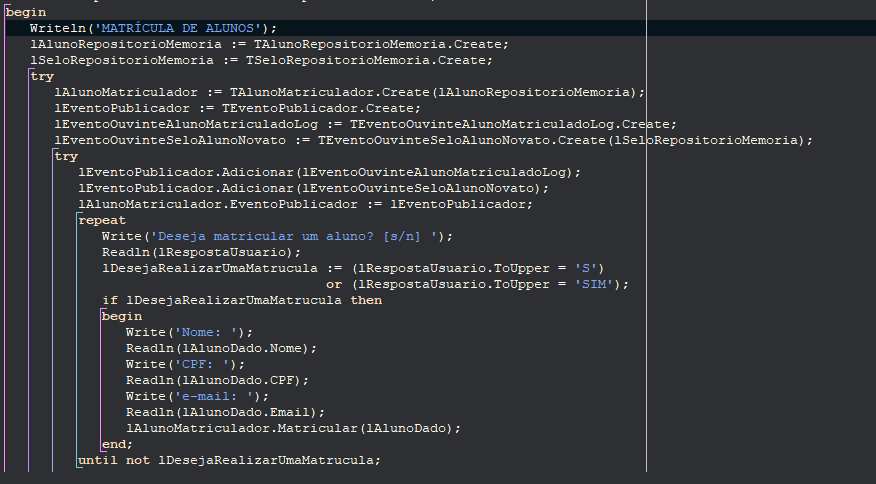 begin
Writeln('MATRÍCULA DE ALUNOS');
lAlunoRepositorioMemoria := TAlunoRepositorioMemoria.Create;
lSeloRepositorioMemoria := TSeloRepositorioMemoria.Create;
try
lAlunoMatriculador := TAlunoMatriculador.Create(lAlunoRepositorioMemoria);
lEventoPublicador := TEventoPublicador.Create;
lEventoOuvinteAlunoMatriculadoLog := TEventoOuvinteAlunoMatriculadoLog.Create;
lEventoOuvinteSeloAlunoNovato := TEventoOuvinteSeloAlunoNovato.Create(lSeloRepositorioMemoria);
try
lEventoPublicador.Adicionar(lEventoOuvinteAlunoMatriculadoLog);
lEventoPublicador.Adicionar(lEventoOuvinteSeloAlunoNovato);
lAlunoMatriculador.EventoPublicador := lEventoPublicador;
repeat
Write('Deseja matricular um aluno? [s/n] ');
Readln(lRespostaUsuario);
lDesejaRealizarUmaMatrucula := (lRespostaUsuario.ToUpper = 'S')
or (lRespostaUsuario.ToUpper = 'SIM');
if lDesejaRealizarUmaMatrucula then
begin
Write('Nome: ');
Readln(lAlunoDado.Nome);
Write('CPF: ');
Readln(lAlunoDado.CPF);
Write('e-mail: ');
Readln(lAlunoDado.Email);
lAlunoMatriculador.Matricular(lAlunoDado);
end;
until not lDesejaRealizarUmaMatrucula;